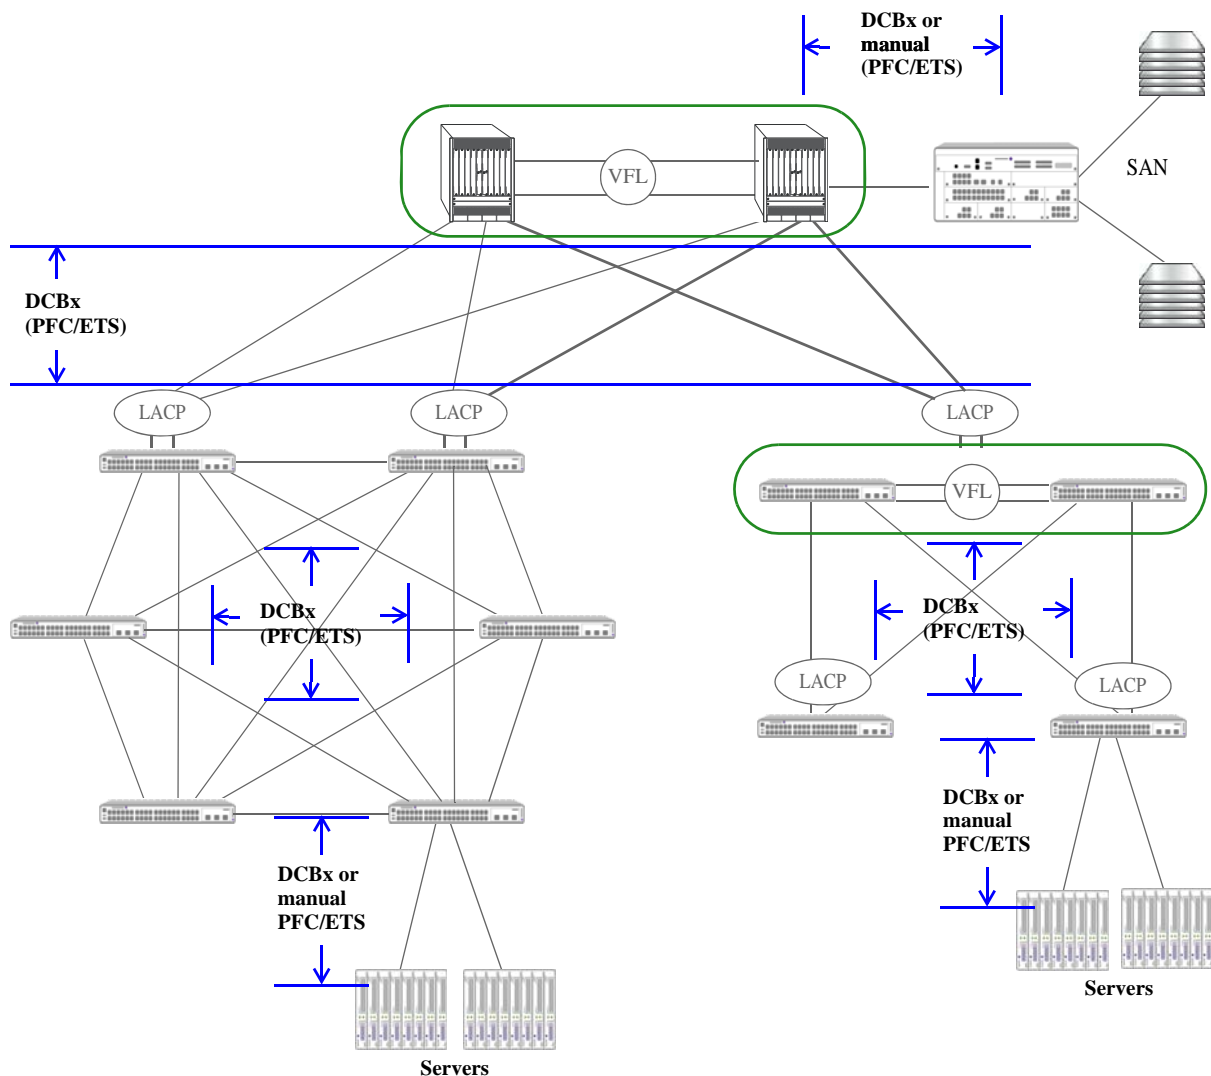 DCBx or
manual
(PFC/ETS)
VFL
SAN
DCBx
(PFC/ETS)
LACP
LACP
LACP
VFL
DCBx
(PFC/ETS)
DCBx
(PFC/ETS)
LACP
LACP
DCBx or
manual
PFC/ETS
DCBx or
manual
PFC/ETS
Servers
Servers